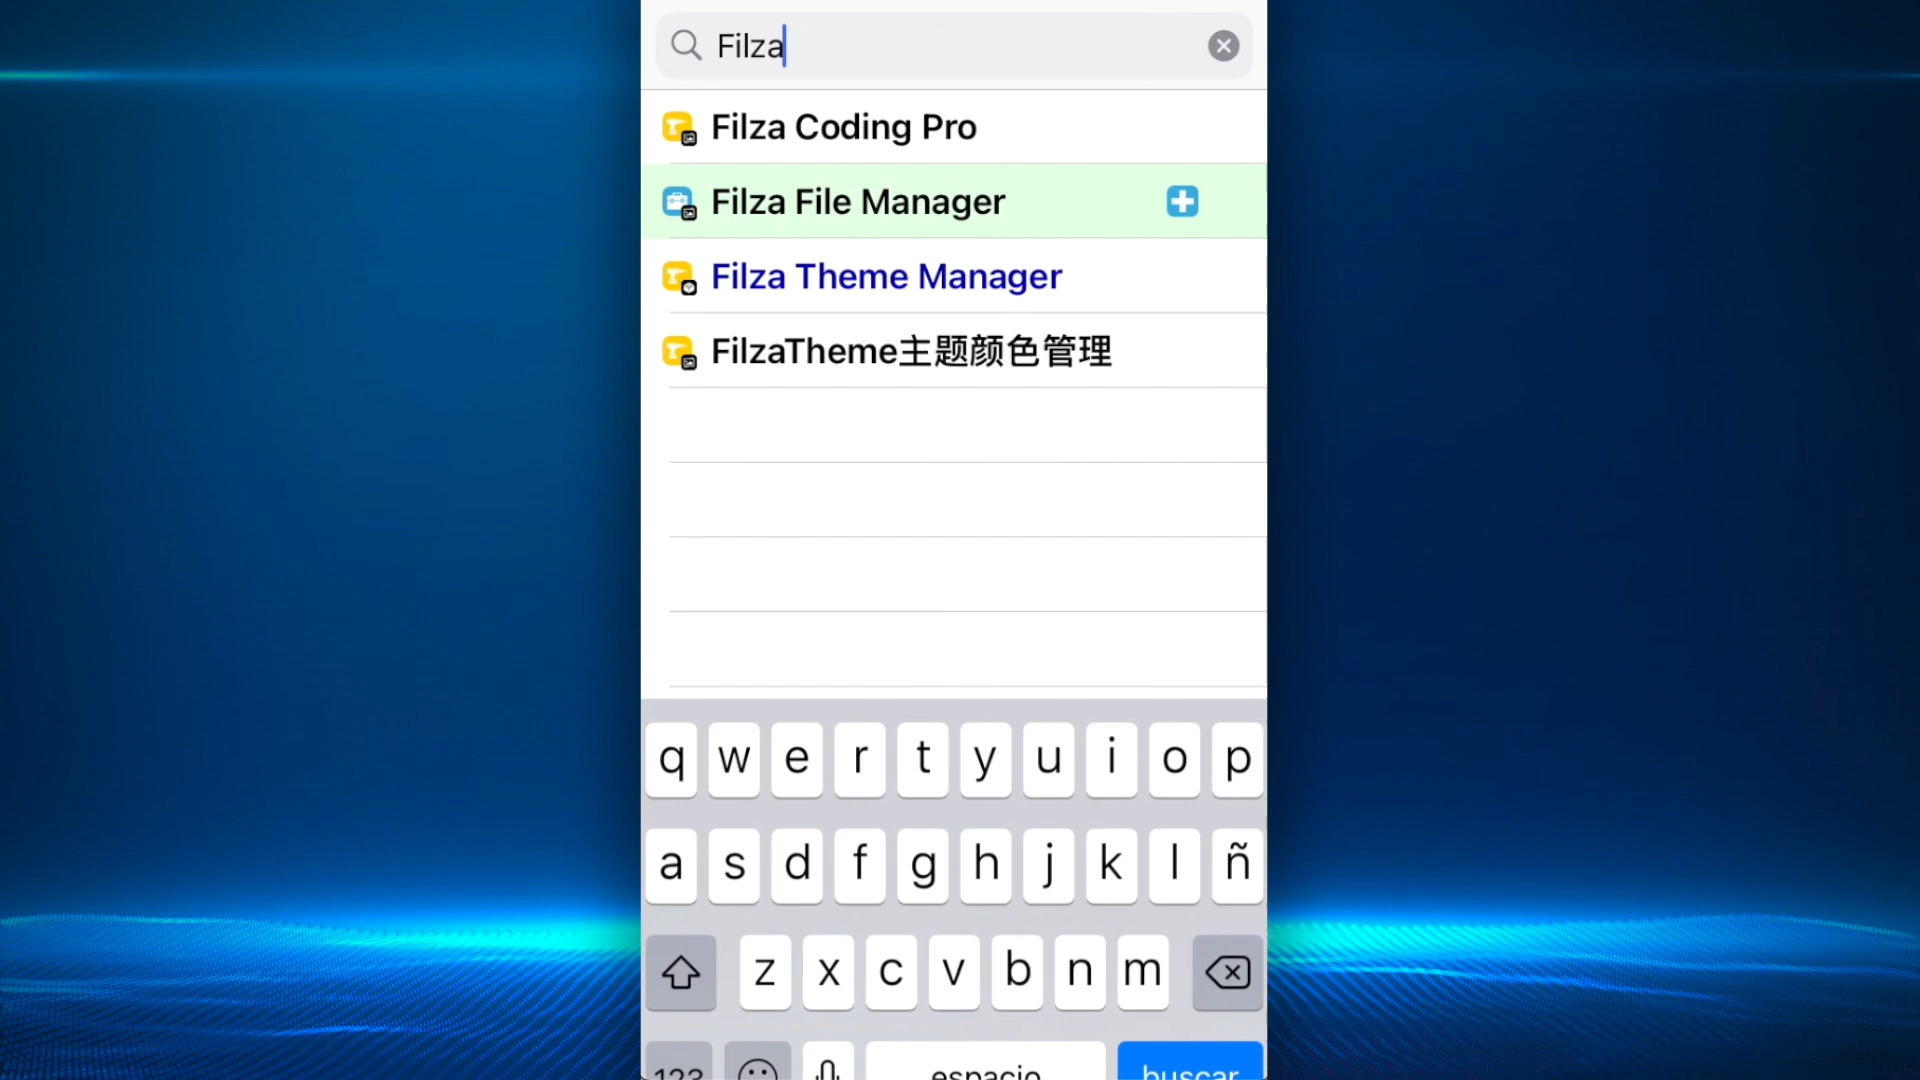 Filza
Filza Coding Pro
Filza File Manager
Filza Theme Manager
FilzaTheme主题颜色管理
q w e r t y u i o p
a s d f g h j k l ñ
z x c v b n m
123 espacio buscar